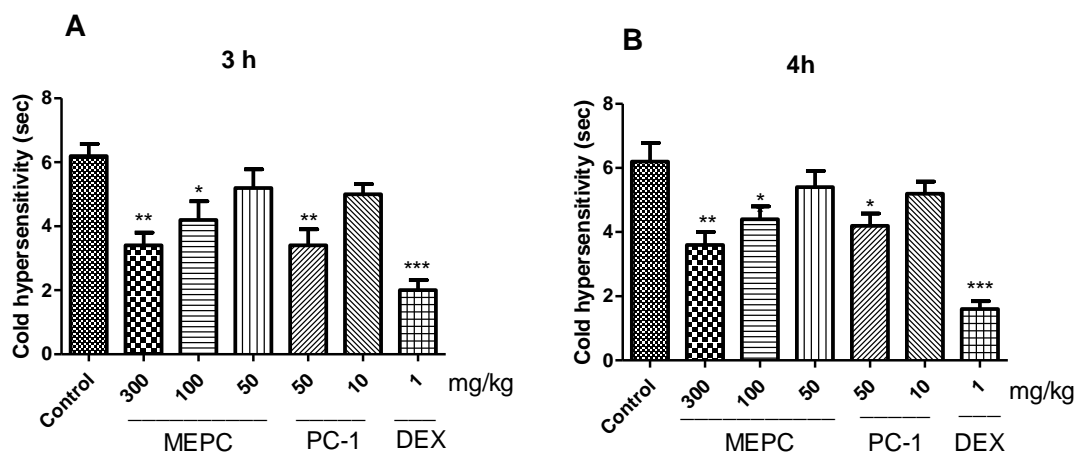 A
3 h
Cold hypersensitivity (sec)
8
6
4
2
0
**
*
**
***
Control
300
100
50
50
10
1
mg/kg
MEPC
PC-1
DEX
B
4h
Cold hypersensitivity (sec)
8
6
4
2
0
**
*
*
***
Control
300
100
50
50
10
1
mg/kg
MEPC
PC-1
DEX